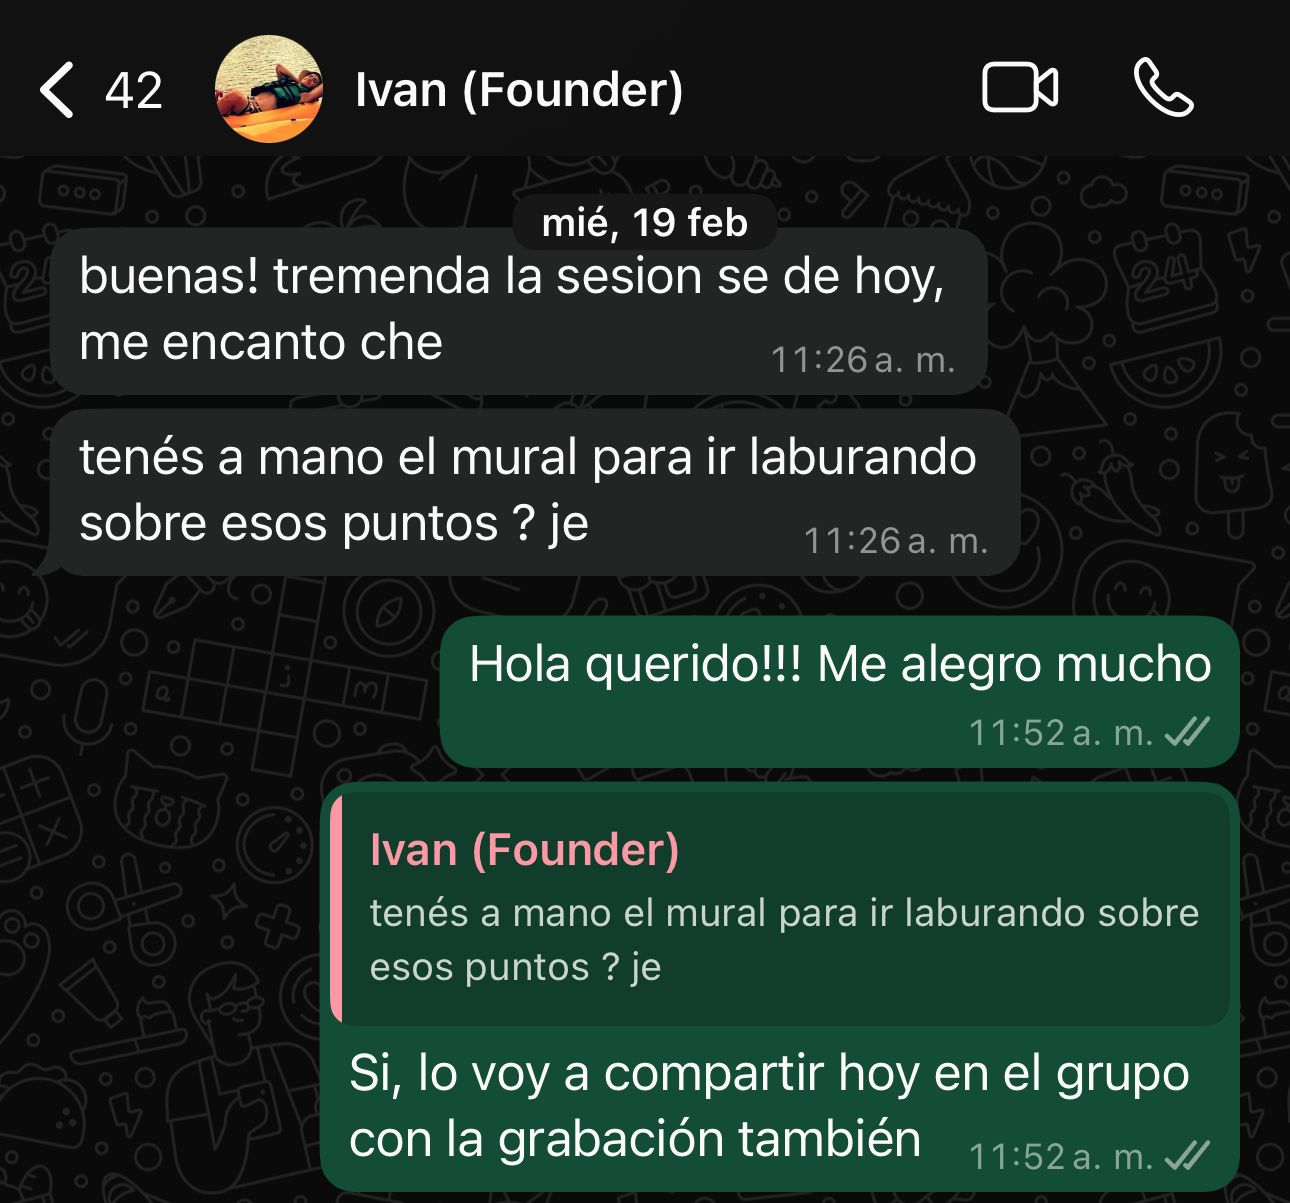 42
Ivan (Founder)
mié, 19 feb
buenas! tremenda la sesion se de hoy,
me encanto che
11:26 a. m.
tenés a mano el mural para ir laburando
sobre esos puntos ? je
11:26 a. m.
Hola querido!!! Me alegro mucho
11:52 a. m.
Ivan (Founder)
tenés a mano el mural para ir laburando sobre
esos puntos ? je
Si, lo voy a compartir hoy en el grupo
con la grabación también
11:52 a. m.